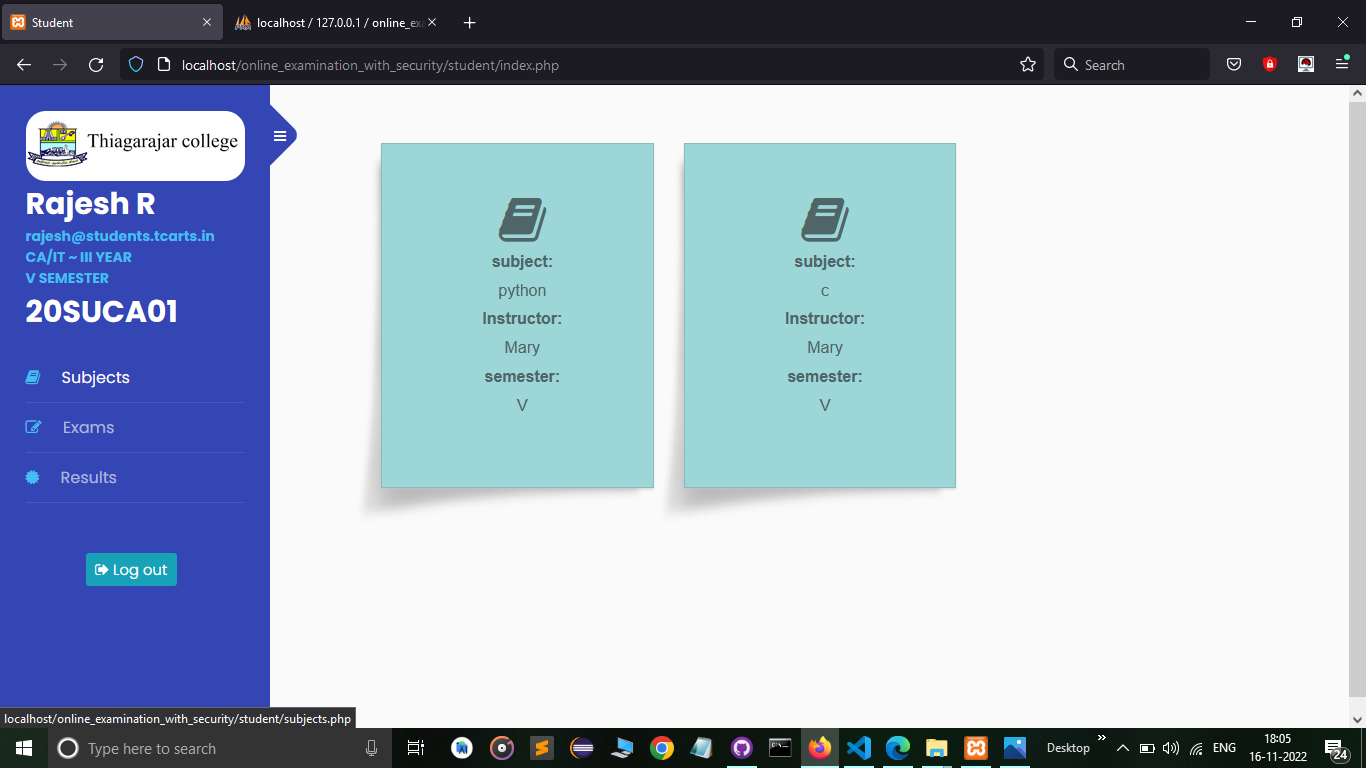 Student
localhost / 127.0.0.1 / online_exa
localhost/online_examination_with_security/student/index.php
Search
Thiagarajar college
Rajesh R
rajesh@students.tcarts.in
CA/IT ~ III YEAR
V SEMESTER
20SUCA01
Subjects
Exams
Results
Log out
subject:
python
Instructor:
Mary
semester:
V
subject:
c
Instructor:
Mary
semester:
V
localhost/online_examination_with_security/student/subjects.php
Type here to search
Desktop
ENG
18:05
16-11-2022
24